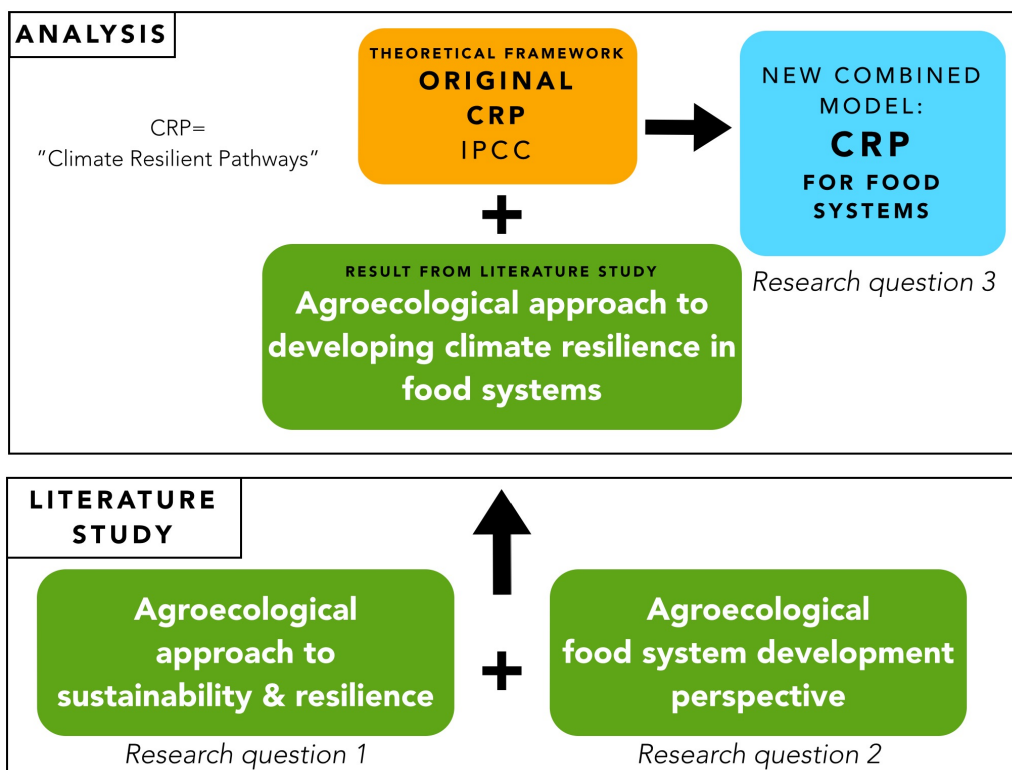 ANALYSIS
CRP=
"Climate Resilient Pathways"
THEORETICAL FRAMEWORK
ORIGINAL
CRP
IPCC
NEW COMBINED
MODEL:
CRP
FOR FOOD
SYSTEMS
Research question 3
+
RESULT FROM LITERATURE STUDY
Agroecological approach to
developing climate resilience in
food systems
LITERATURE
STUDY
Agroecological
approach to
sustainability & resilience
Research question 1
+
Agroecological
food system development
perspective
Research question 2